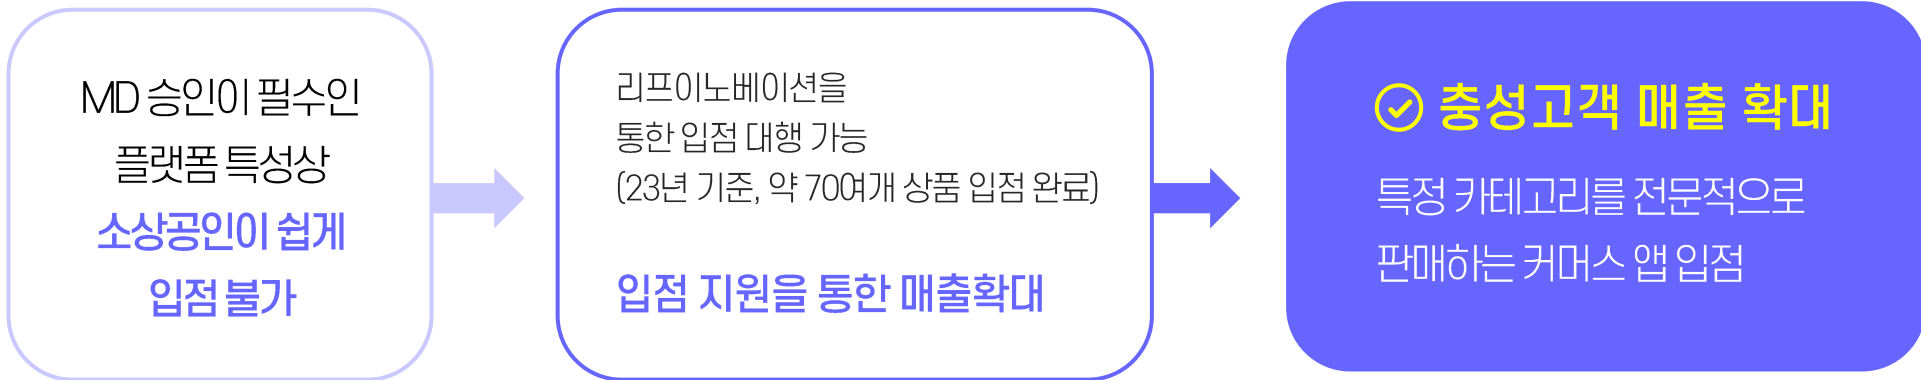 MD 승인이 필수인
플랫폼 특성상
소상공인이 쉽게
입점 불가
리프이노베이션을
통한 입점 대행 가능
(23년 기준, 약 70여개 상품 입점 완료)
입점 지원을 통한 매출확대
충성고객 매출 확대
특정 카테고리를 전문적으로
판매하는 커머스 앱 입점